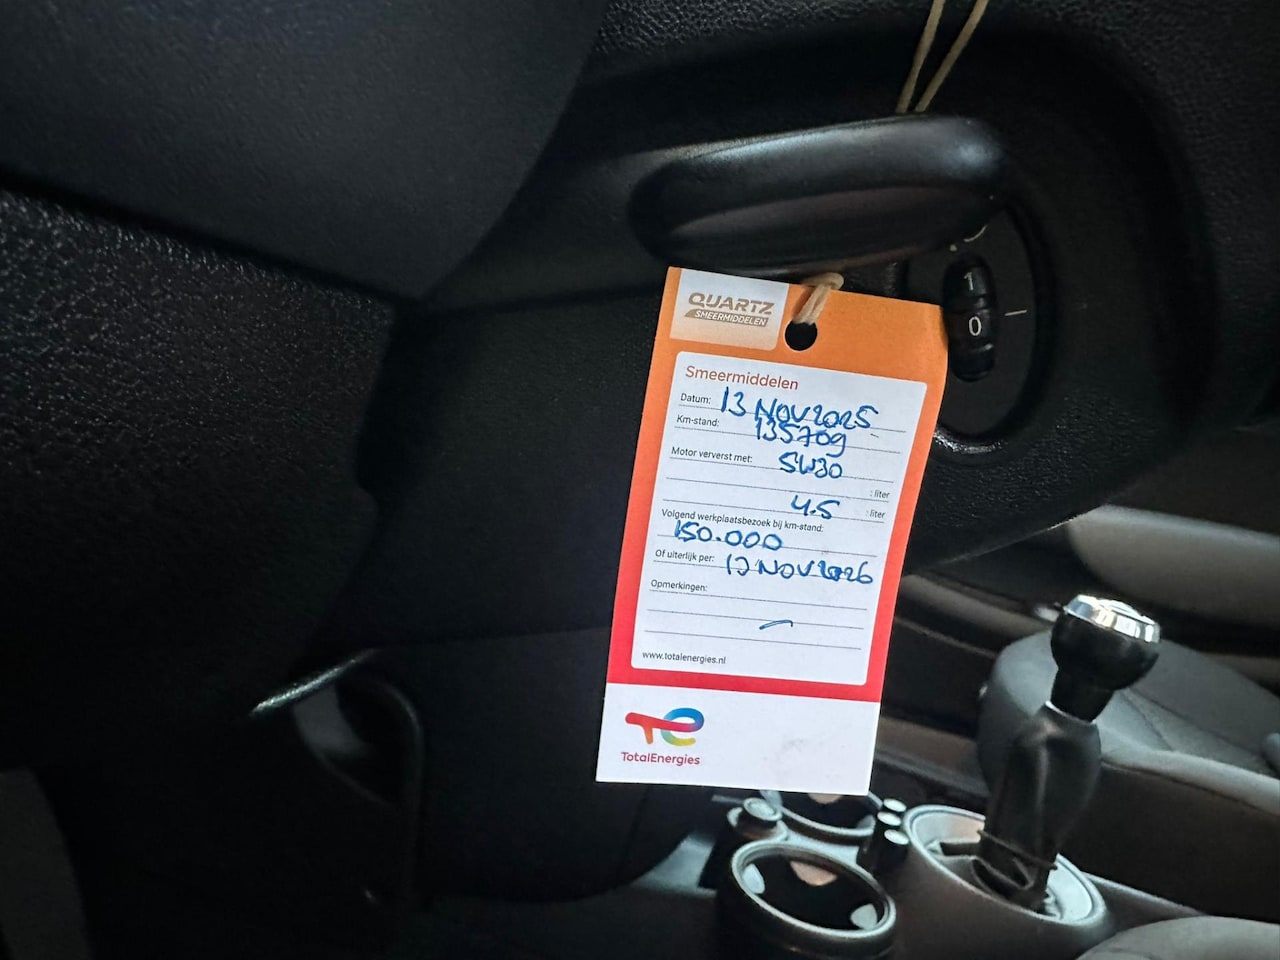 1
0
QUARTZ
SMEERMIDDELEN
Smeermiddelen
Datum: 13 NOV 2025
Km-stand: 135709
Motor ververst met: 5W30
: liter
4.5 : liter
Volgend werkplaatsbezoek bij km-stand:
150.000
Of uiterlijk per: 13 NOV 2026
Opmerkingen:
www.totalenergies.nl
TotalEnergies